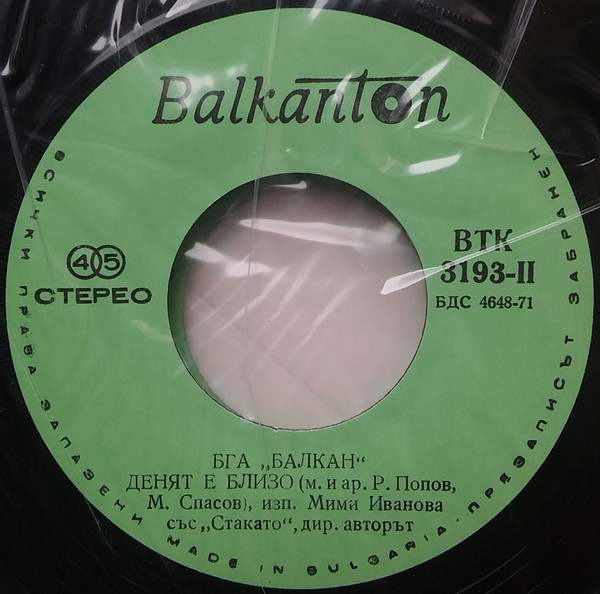 Balkanton
45
СТЕРЕО
ВТК
3193-II
БДС 4648-71
БГА „БАЛКАН“
ДЕНЯТ Е БЛИЗО (м. и ар. Р. Попов,
М. Спасов), изп. Мими Иванова
със „Стакато“, дир. авторът
ВСИЧКИ ПРАВА ЗАПАЗЕНИ MADE IN BULGARIA · ПРЕЗАПИСЪТ ЗАБРАНЕН